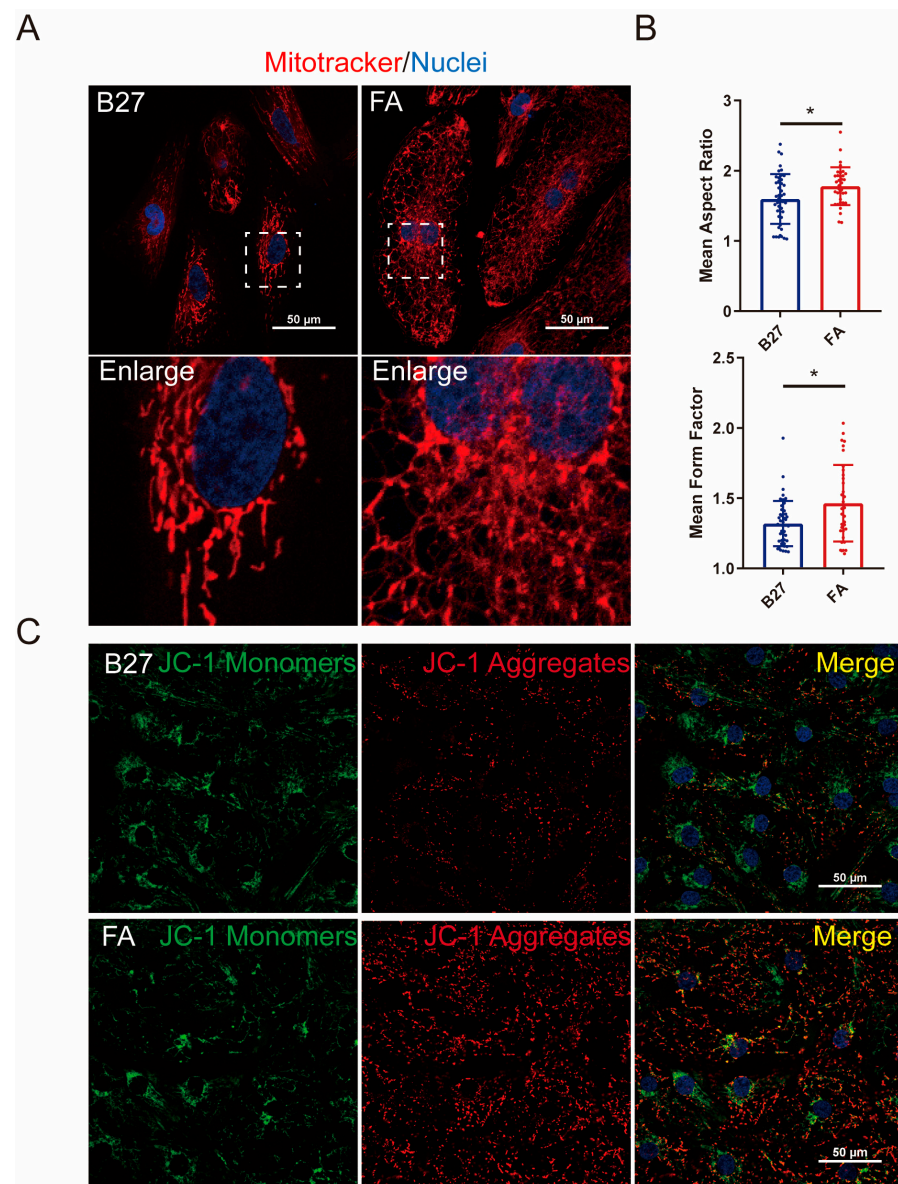 A
Mitotracker/Nuclei
B27
FA
50 μm
50 μm
Enlarge
Enlarge
B
3
2
1
0
Mean Aspect Ratio
*
B27
FA
2.5
2.0
1.5
1.0
Mean Form Factor
*
B27
FA
C
B27 JC-1 Monomers
JC-1 Aggregates
Merge
50 μm
FA JC-1 Monomers
JC-1 Aggregates
Merge
50 μm